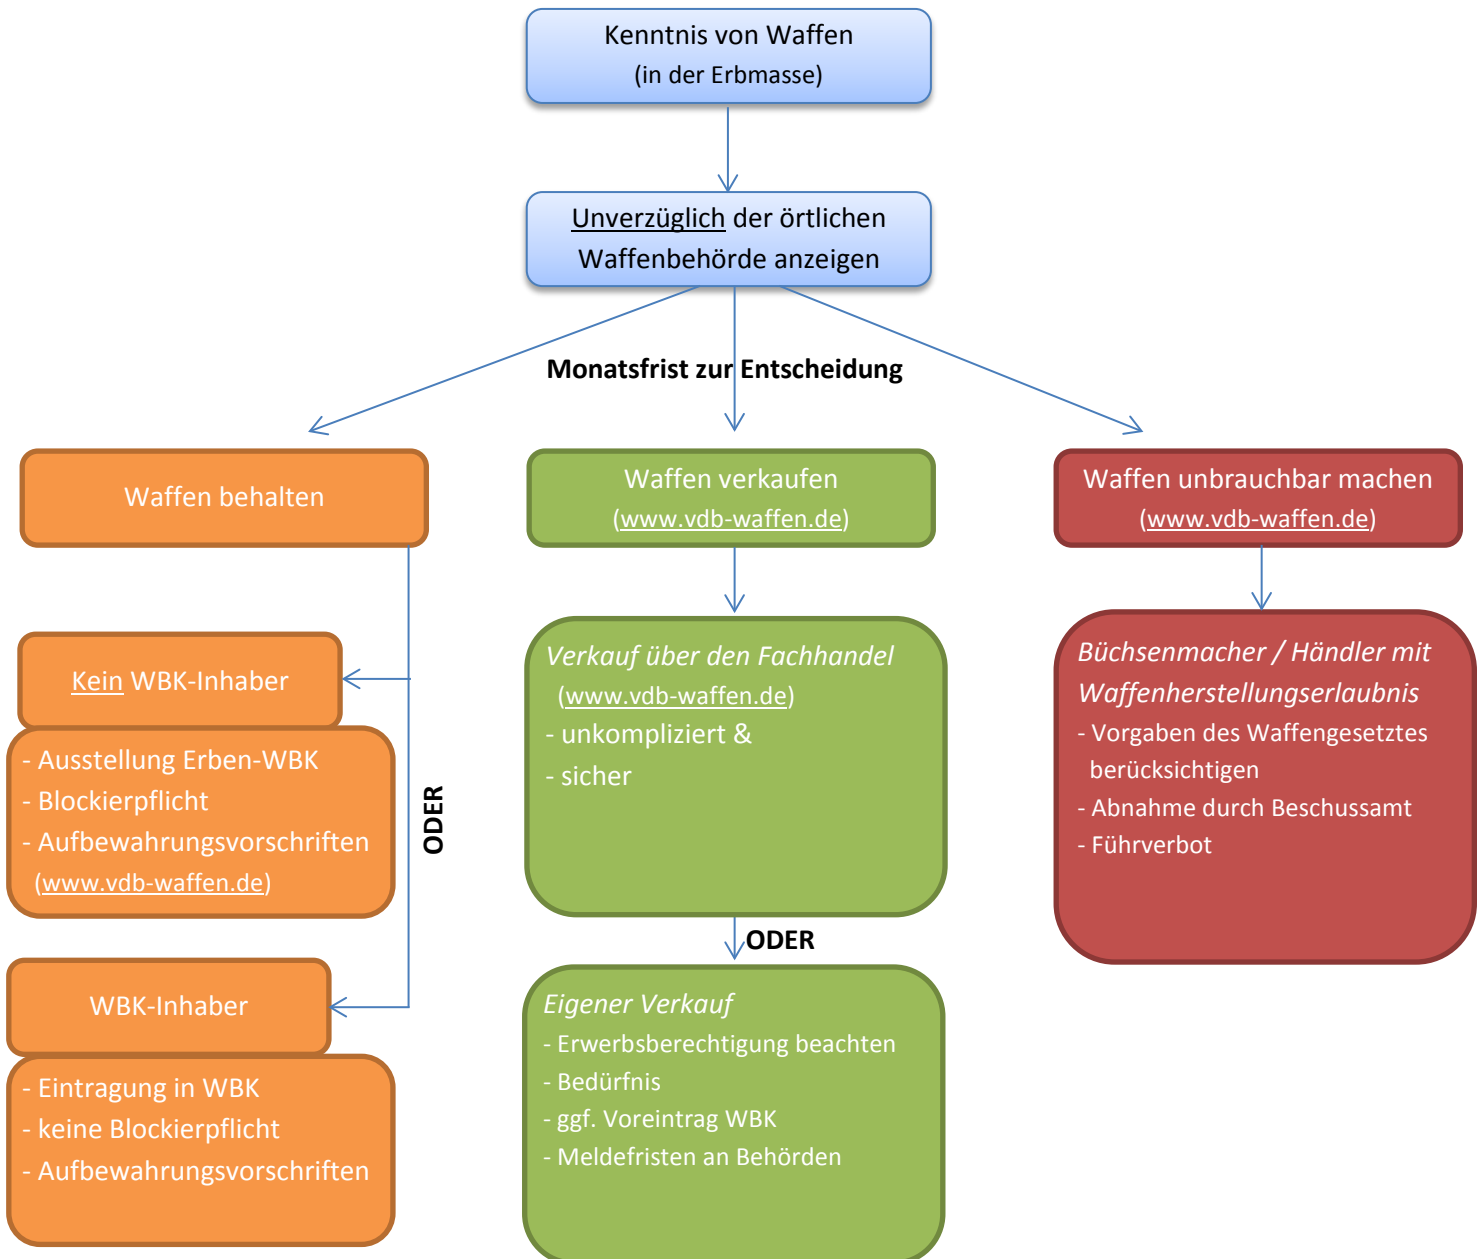 Kenntnis von Waffen
(in der Erbmasse)
Unverzüglich der örtlichen
Waffenbehörde anzeigen
Monatsfrist zur Entscheidung
Waffen behalten
Kein WBK-Inhaber
- Ausstellung Erben-WBK
- Blockierpflicht
- Aufbewahrungsvorschriften
(www.vdb-waffen.de)
ODER
WBK-Inhaber
- Eintragung in WBK
- keine Blockierpflicht
- Aufbewahrungsvorschriften
Waffen verkaufen
(www.vdb-waffen.de)
Verkauf über den Fachhandel
(www.vdb-waffen.de)
- unkompliziert &
- sicher
ODER
Eigener Verkauf
- Erwerbsberechtigung beachten
- Bedürfnis
- ggf. Voreintrag WBK
- Meldefristen an Behörden
Waffen unbrauchbar machen
(www.vdb-waffen.de)
Büchsenmacher / Händler mit
Waffenherstellungserlaubnis
- Vorgaben des Waffengesetztes
berücksichtigen
- Abnahme durch Beschussamt
- Führverbot